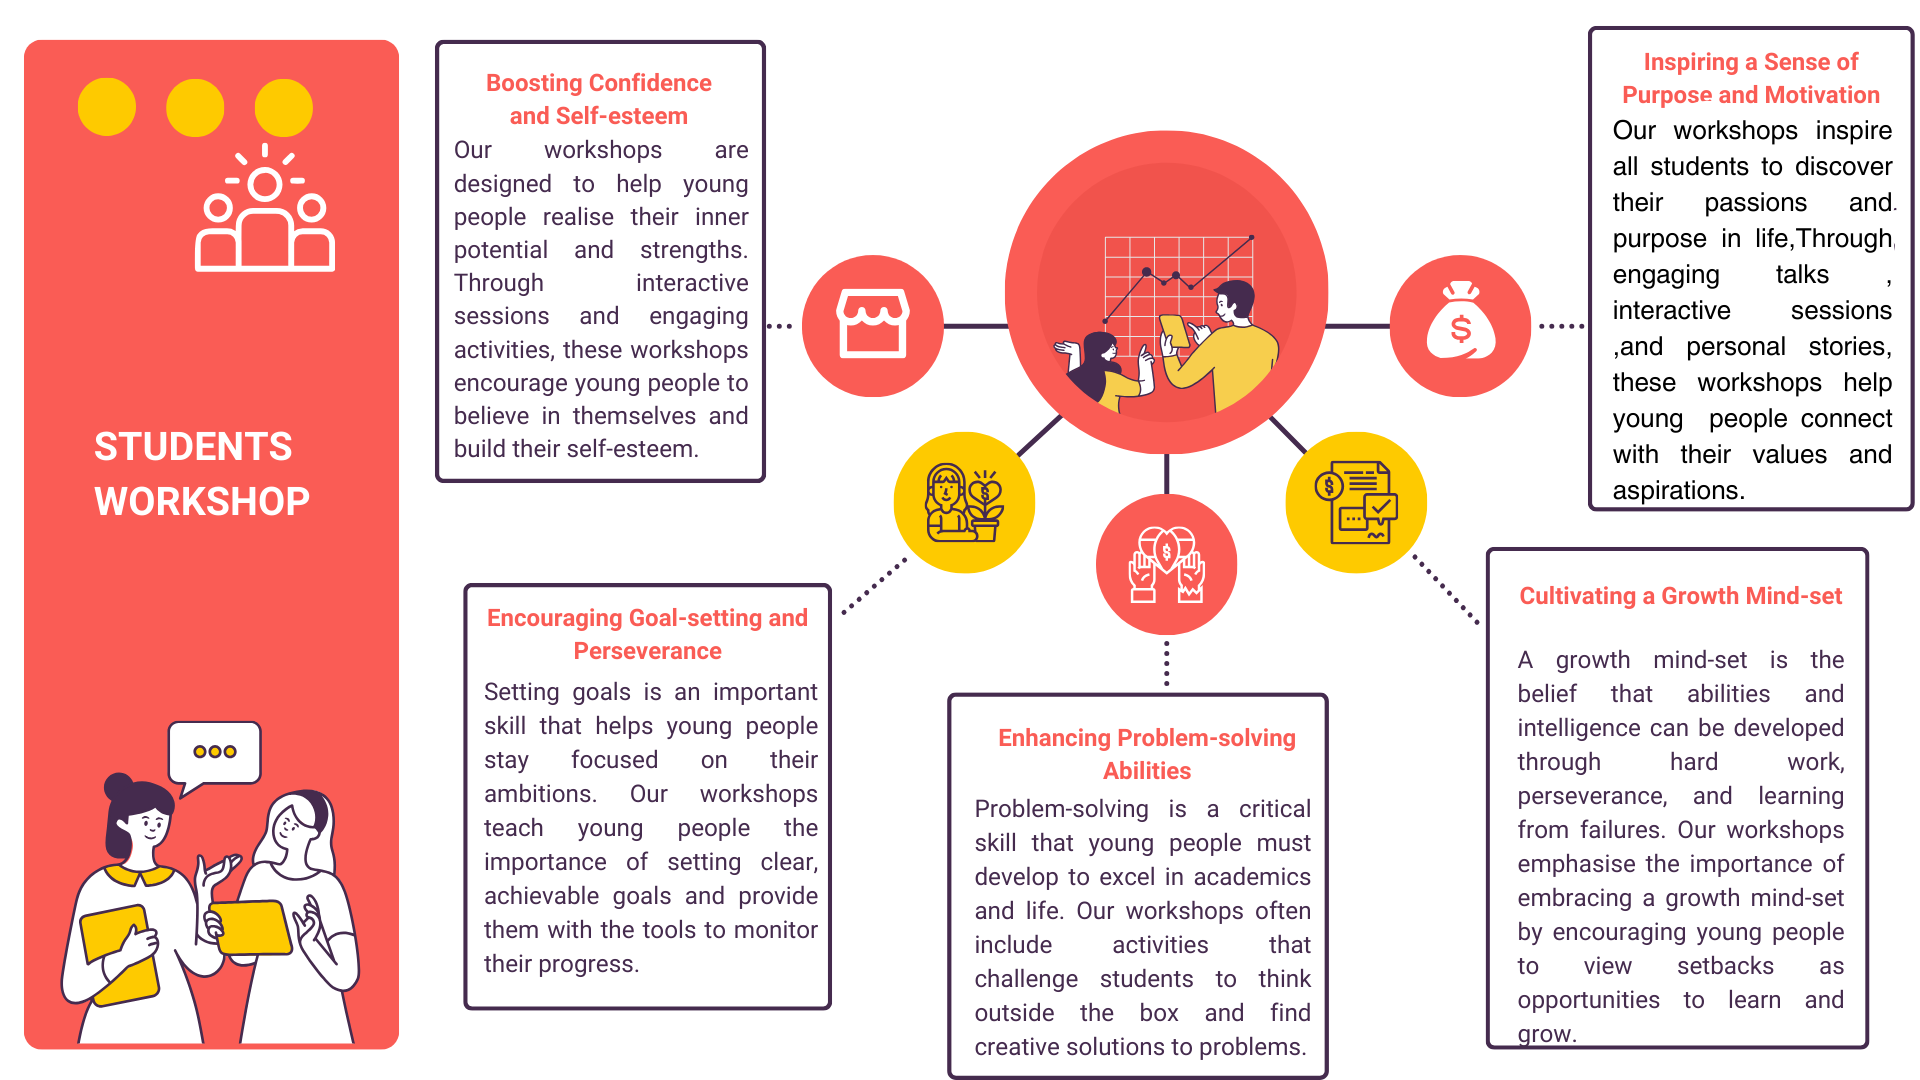 STUDENTS
WORKSHOP
Boosting Confidence
and Self-esteem
Our workshops are
designed to help young
people realise their inner
potential and strengths.
Through interactive
sessions and engaging
activities, these workshops
encourage young people to
believe in themselves and
build their self-esteem.
Inspiring a Sense of
Purpose and Motivation
Our workshops inspire
all students to discover
their passions and
purpose in life,Through
engaging talks ,
interactive sessions
,and personal stories,
these workshops help
young people connect
with their values and
aspirations.
Encouraging Goal-setting and
Perseverance
Setting goals is an important
skill that helps young people
stay focused on their
ambitions. Our workshops
teach young people the
importance of setting clear,
achievable goals and provide
them with the tools to monitor
their progress.
Enhancing Problem-solving
Abilities
Problem-solving is a critical
skill that young people must
develop to excel in academics
and life. Our workshops often
include activities that
challenge students to think
outside the box and find
creative solutions to problems.
Cultivating a Growth Mind-set
A growth mind-set is the
belief that abilities and
intelligence can be developed
through hard work,
perseverance, and learning
from failures. Our workshops
emphasise the importance of
embracing a growth mind-set
by encouraging young people
to view setbacks as
opportunities to learn and
grow.
$
$
$
$